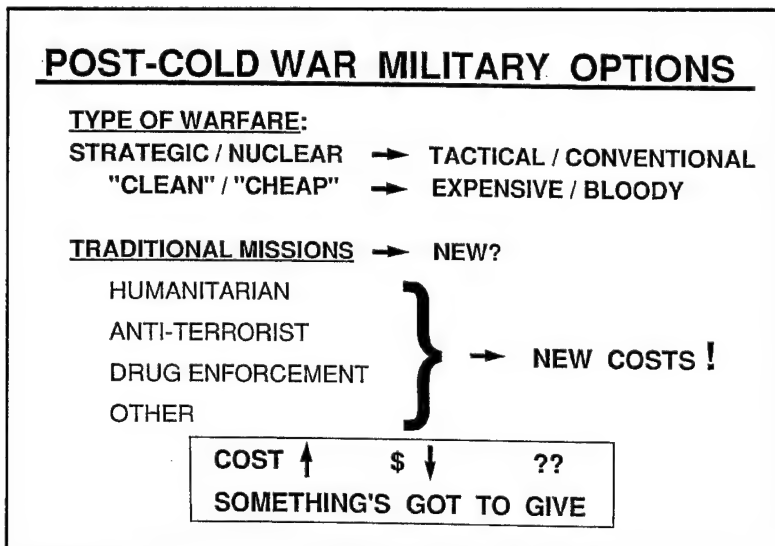 POST-COLD WAR MILITARY OPTIONS
TYPE OF WARFARE:
STRATEGIC / NUCLEAR → TACTICAL / CONVENTIONAL
"CLEAN" / "CHEAP" → EXPENSIVE / BLOODY
TRADITIONAL MISSIONS → NEW?
HUMANITARIAN
ANTI-TERRORIST
DRUG ENFORCEMENT
OTHER
} → NEW COSTS !
COST ↑ $ ↓ ??
SOMETHING'S GOT TO GIVE